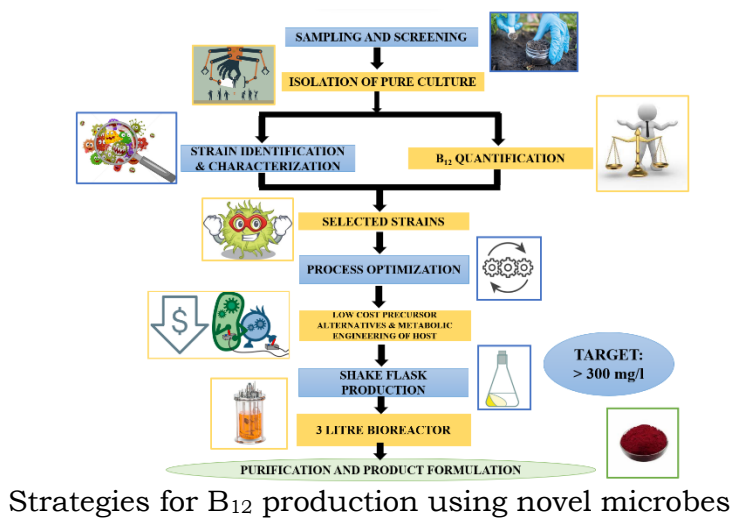 SAMPLING AND SCREENING
ISOLATION OF PURE CULTURE
STRAIN IDENTIFICATION
& CHARACTERIZATION
B₁₂ QUANTIFICATION
SELECTED STRAINS
PROCESS OPTIMIZATION
$
LOW COST PRECURSOR
ALTERNATIVES & METABOLIC
ENGINEERING OF HOST
SHAKE FLASK
PRODUCTION
TARGET:
> 300 mg/l
3 LITRE BIOREACTOR
PURIFICATION AND PRODUCT FORMULATION
Strategies for B₁₂ production using novel microbes